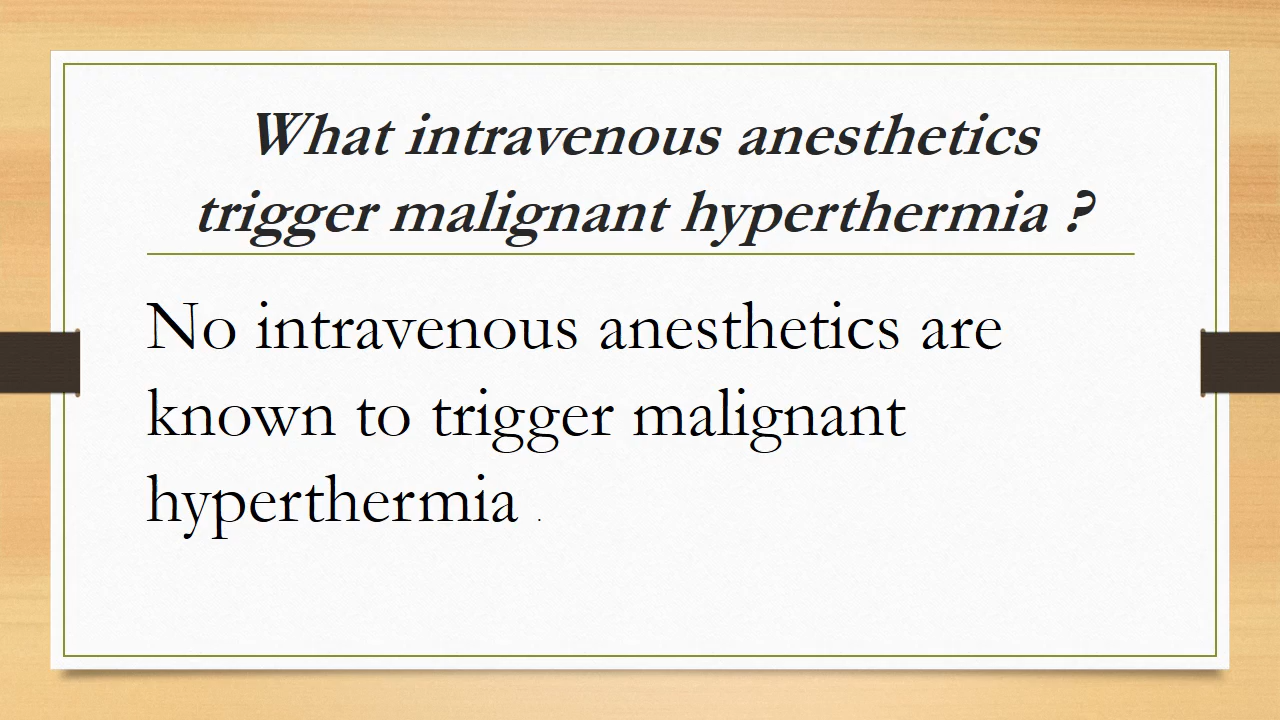 What intravenous anesthetics
trigger malignant hyperthermia ?
No intravenous anesthetics are
known to trigger malignant
hyperthermia .